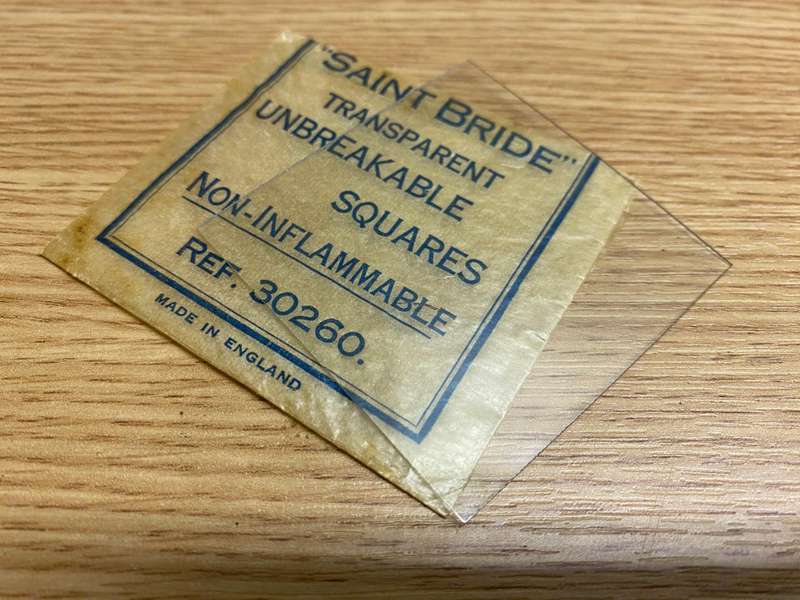 "SAINT BRIDE"
TRANSPARENT
UNBREAKABLE
SQUARES
NON-INFLAMMABLE
REF. 30260.
MADE IN ENGLAND